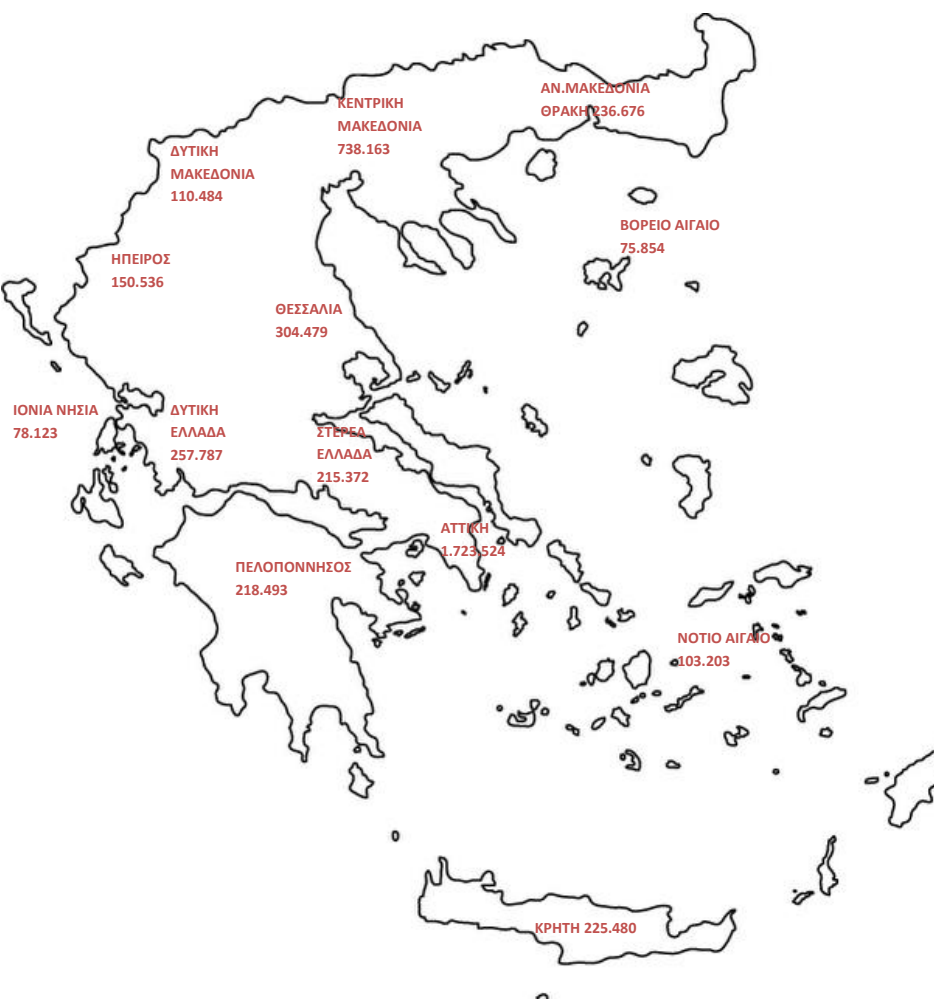 ΑΝ.ΜΑΚΕΔΟΝΙΑ
ΘΡΑΚΗ 236.676
ΚΕΝΤΡΙΚΗ
ΜΑΚΕΔΟΝΙΑ
738.163
ΔΥΤΙΚΗ
ΜΑΚΕΔΟΝΙΑ
110.484
ΒΟΡΕΙΟ ΑΙΓΑΙΟ
75.854
ΗΠΕΙΡΟΣ
150.536
ΘΕΣΣΑΛΙΑ
304.479
ΙΟΝΙΑ ΝΗΣΙΑ
78.123
ΔΥΤΙΚΗ
ΕΛΛΑΔΑ
257.787
ΣΤΕΡΕΑ
ΕΛΛΑΔΑ
215.372
ΑΤΤΙΚΗ
1.723.524
ΠΕΛΟΠΟΝΝΗΣΟΣ
218.493
ΝΟΤΙΟ ΑΙΓΑΙΟ
103.203
ΚΡΗΤΗ 225.480